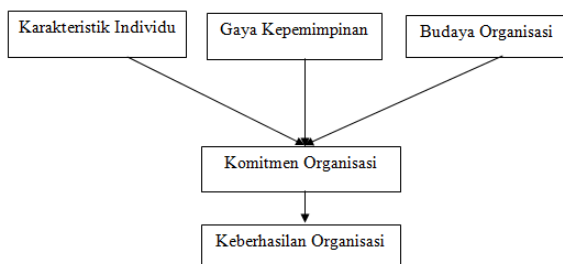 Karakteristik Individu
Gaya Kepemimpinan
Budaya Organisasi
Komitmen Organisasi
Keberhasilan Organisasi